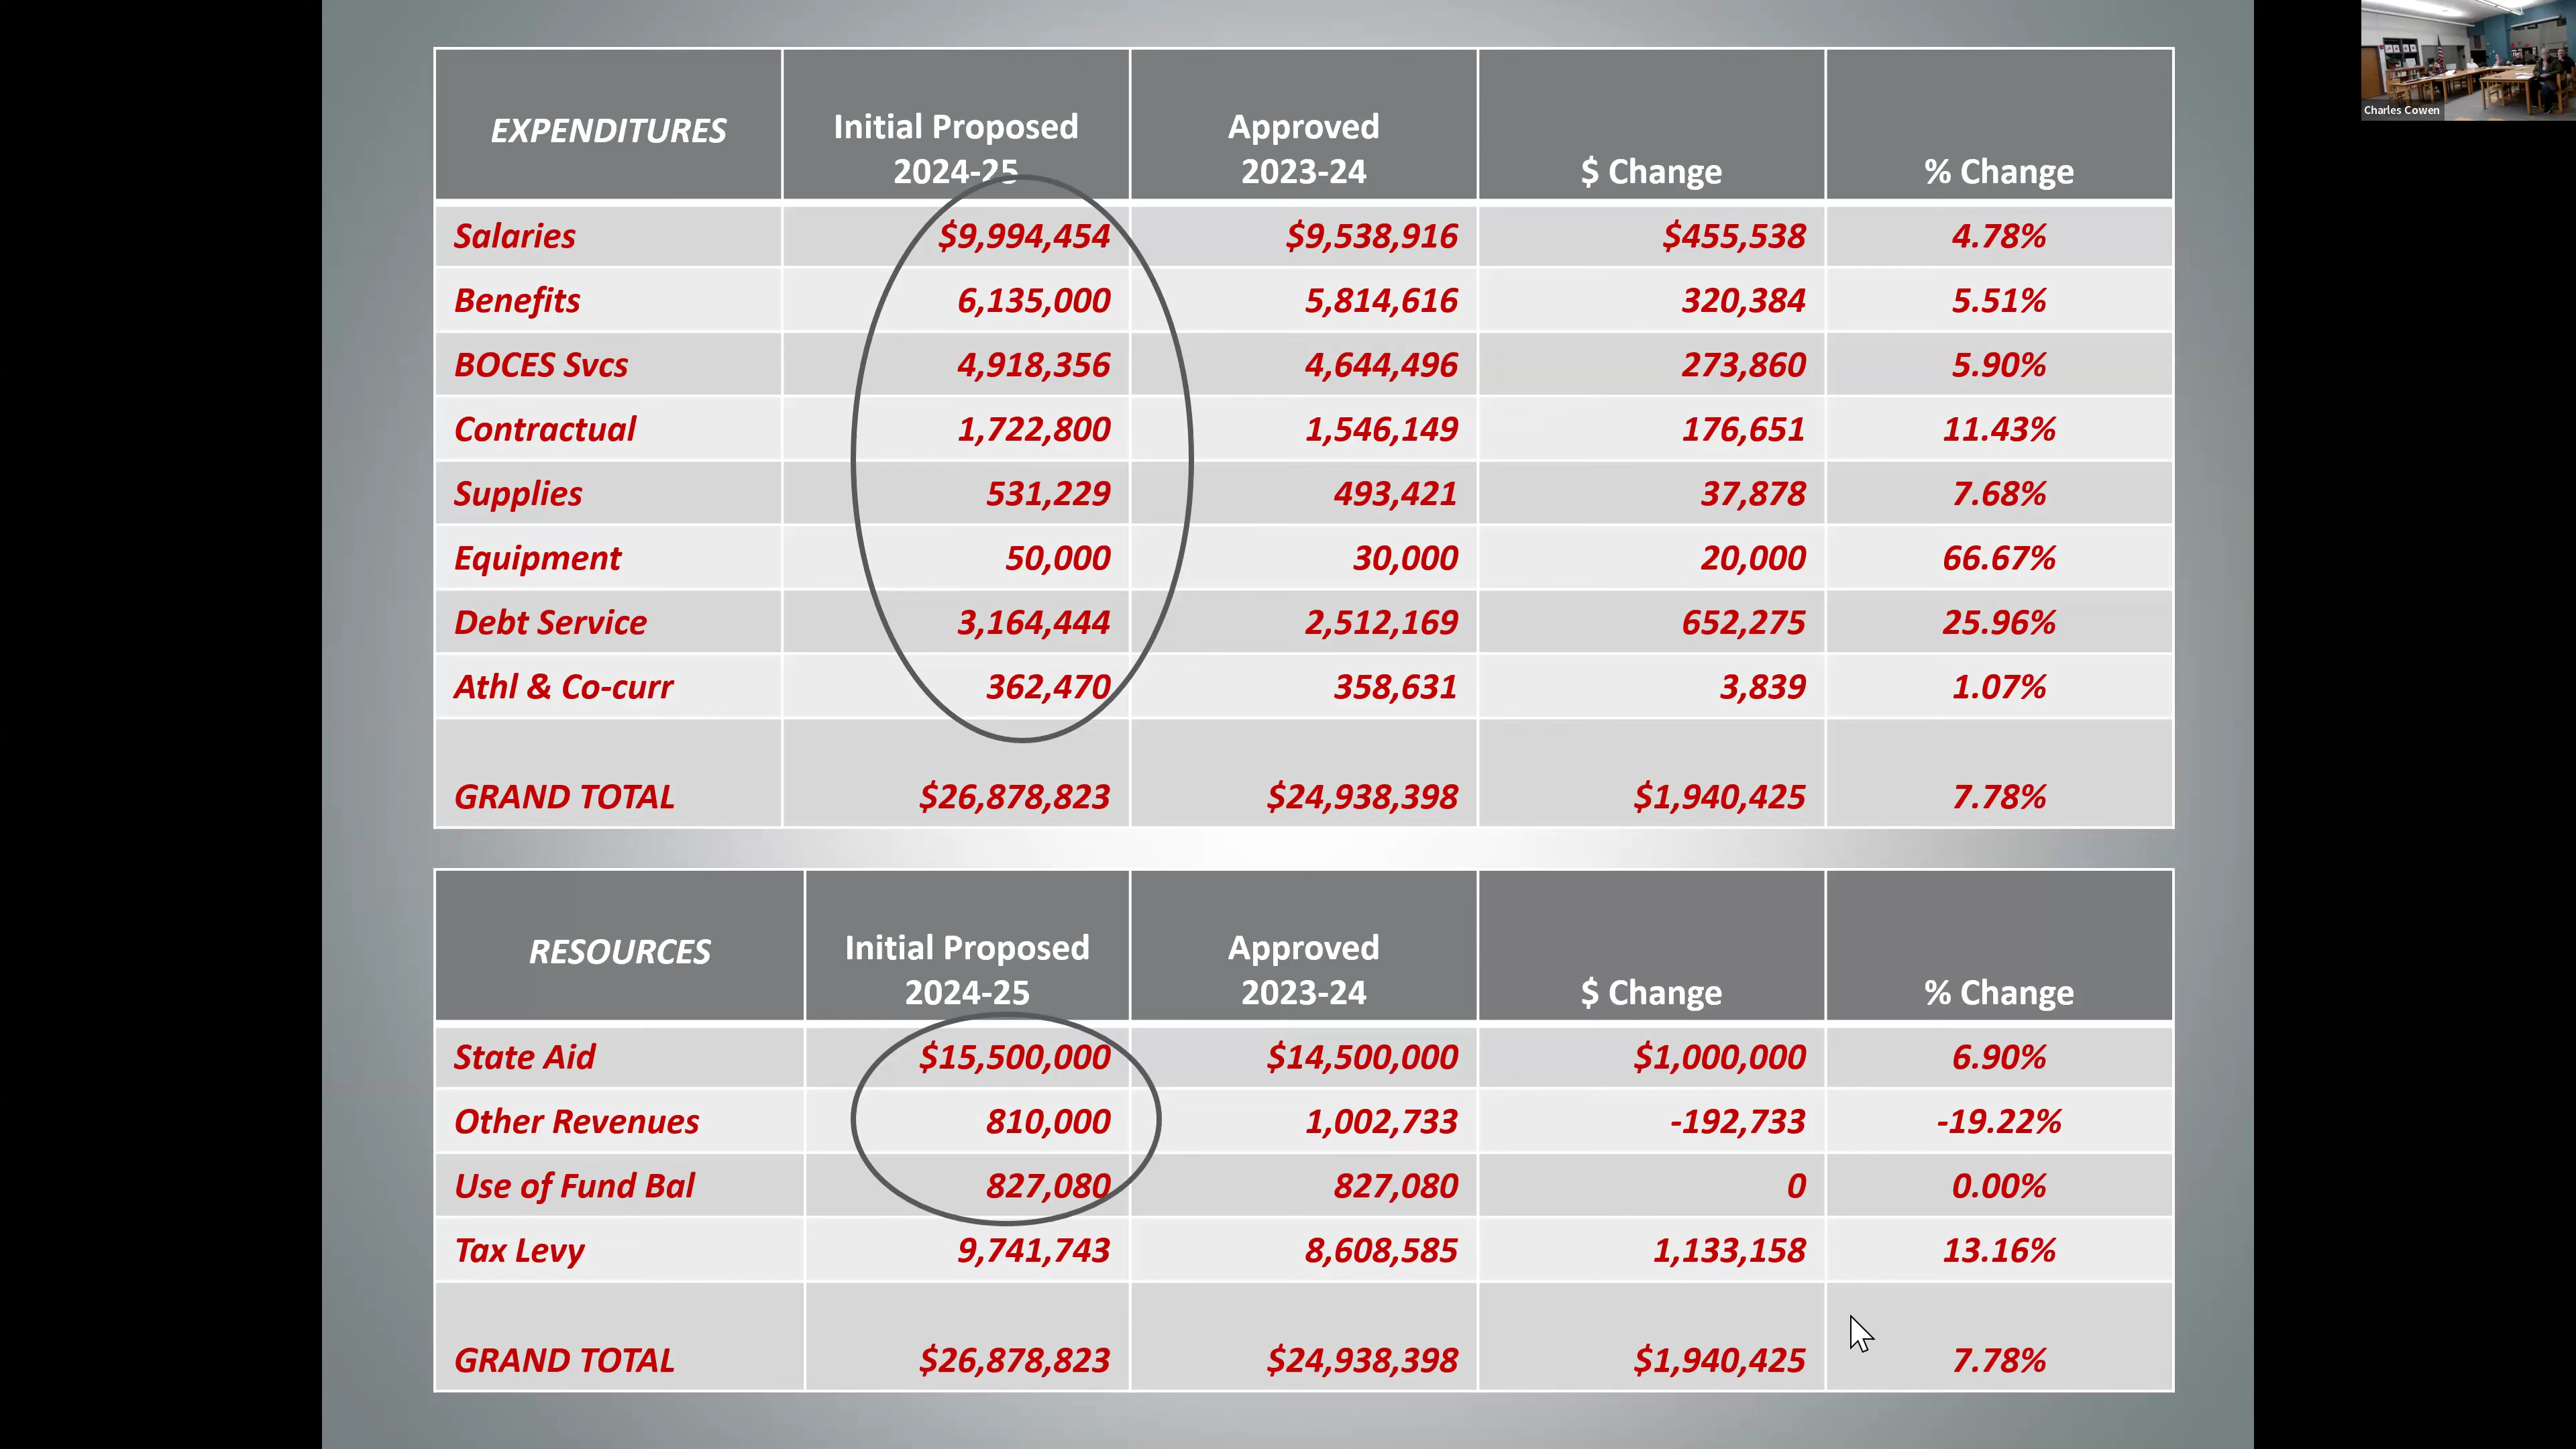 EXPENDITURES Initial Proposed 2024-25 Approved 2023-24 $ Change % Change
Salaries $9,994,454 $9,538,916 $455,538 4.78%
Benefits 6,135,000 5,814,616 320,384 5.51%
BOCES Svcs 4,918,356 4,644,496 273,860 5.90%
Contractual 1,722,800 1,546,149 176,651 11.43%
Supplies 531,229 493,421 37,878 7.68%
Equipment 50,000 30,000 20,000 66.67%
Debt Service 3,164,444 2,512,169 652,275 25.96%
Athl & Co-curr 362,470 358,631 3,839 1.07%
GRAND TOTAL $26,878,823 $24,938,398 $1,940,425 7.78%
RESOURCES Initial Proposed 2024-25 Approved 2023-24 $ Change % Change
State Aid $15,500,000 $14,500,000 $1,000,000 6.90%
Other Revenues 810,000 1,002,733 -192,733 -19.22%
Use of Fund Bal 827,080 827,080 0 0.00%
Tax Levy 9,741,743 8,608,585 1,133,158 13.16%
GRAND TOTAL $26,878,823 $24,938,398 $1,940,425 7.78%
Charles Cowen